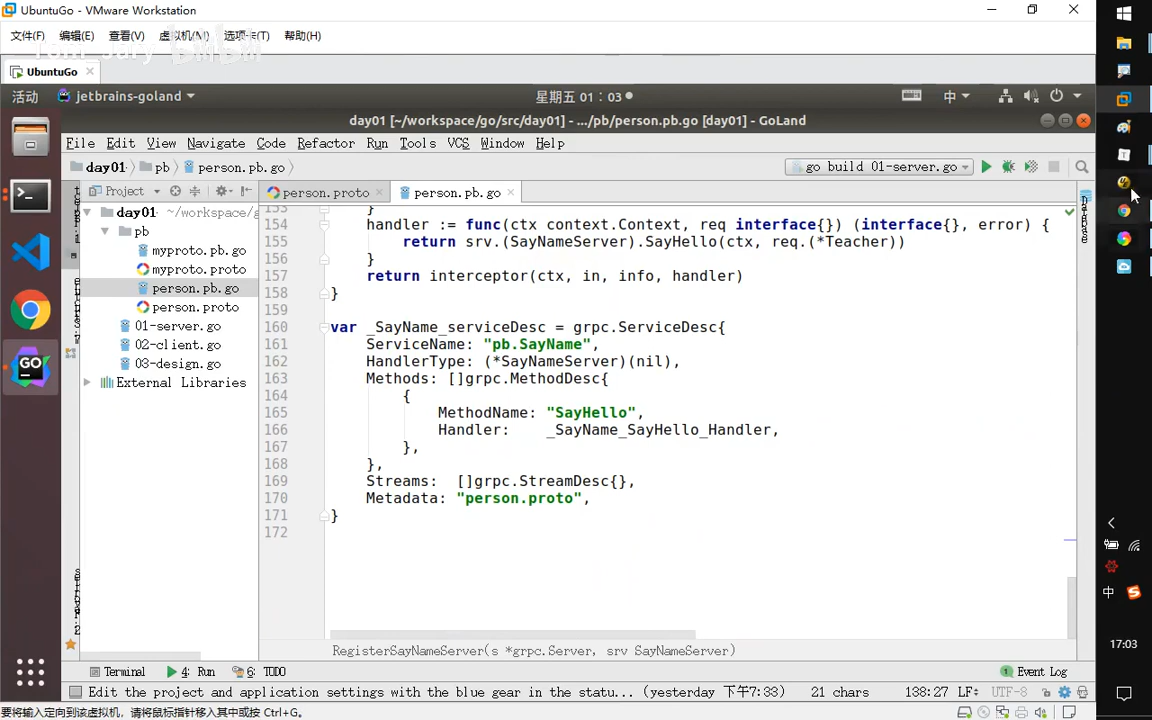 UbuntuGo - VMware Workstation
文件(F) 编辑(E) 查看(V) 虚拟机(M) 选项卡(T) 帮助(H)
UbuntuGo
活动 jetbrains-goland 星期五 01：03 中
day01 [~/workspace/go/src/day01] - .../pb/person.pb.go [day01] - GoLand
File Edit View Navigate Code Refactor Run Tools VCS Window Help
day01 pb person.pb.go go build 01-server.go
Project person.proto person.pb.go
day01 ~/workspace/g
pb
myproto.pb.go
myproto.proto
person.pb.go
person.proto
01-server.go
02-client.go
03-design.go
External Libraries
153 }
154 handler := func(ctx context.Context, req interface{}) (interface{}, error) {
155 return srv.(SayNameServer).SayHello(ctx, req.(*Teacher))
156 }
157 return interceptor(ctx, in, info, handler)
158 }
159
160 var _SayName_serviceDesc = grpc.ServiceDesc{
161 ServiceName: "pb.SayName",
162 HandlerType: (*SayNameServer)(nil),
163 Methods: []grpc.MethodDesc{
164 {
165 MethodName: "SayHello",
166 Handler: _SayName_SayHello_Handler,
167 },
168 },
169 Streams: []grpc.StreamDesc{},
170 Metadata: "person.proto",
171 }
172
RegisterSayNameServer(s *grpc.Server, srv SayNameServer)
Terminal 4: Run 6: TODO 1 Event Log
Edit the project and application settings with the blue gear in the statu... (yesterday 下午7:33) 21 chars 138:27 LF÷ UTF-8
要将输入定向到该虚拟机，请将鼠标指针移入其中或按 Ctrl+G。
Database
中
17:03